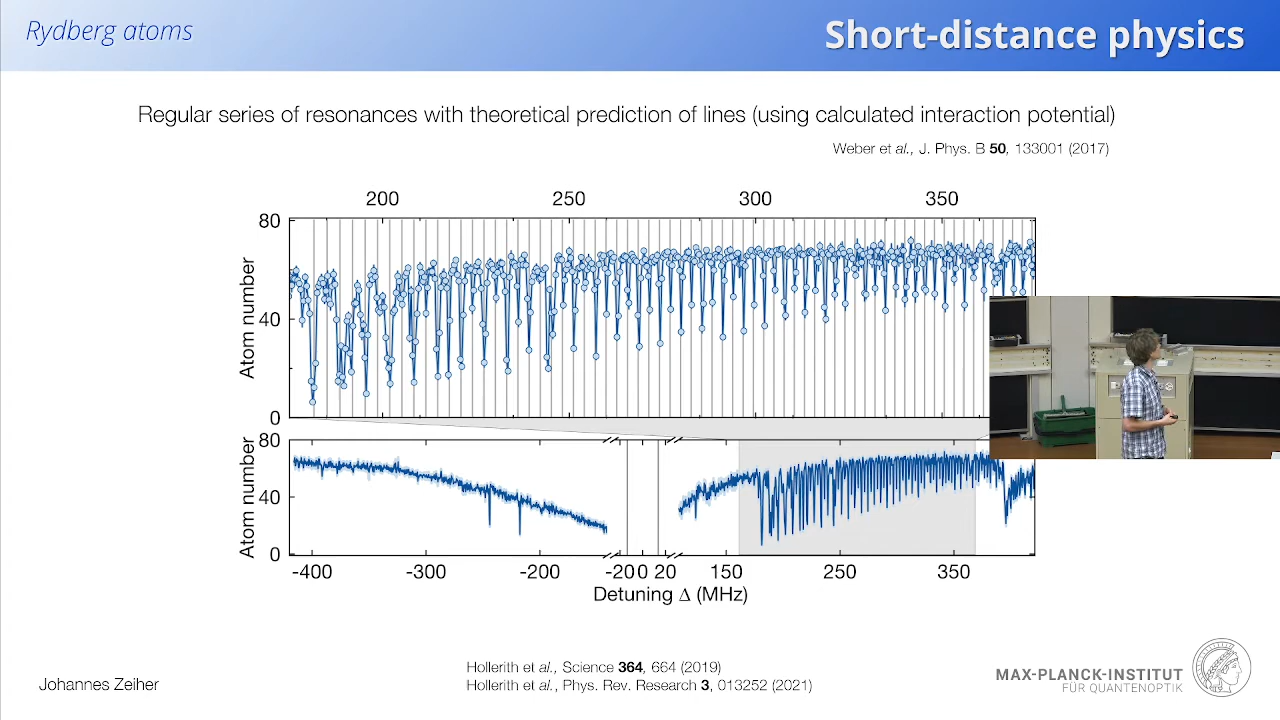 Rydberg atoms
Short-distance physics
Regular series of resonances with theoretical prediction of lines (using calculated interaction potential)
Weber et al., J. Phys. B 50, 133001 (2017)
200 250 300 350
80
40
0
Atom number
80
40
0
Atom number
-400 -300 -200 -20 0 20 150 250 350
Detuning Δ (MHz)
Hollerith et al., Science 364, 664 (2019)
Hollerith et al., Phys. Rev. Research 3, 013252 (2021)
Johannes Zeiher
MAX-PLANCK-INSTITUT
FÜR QUANTENOPTIK